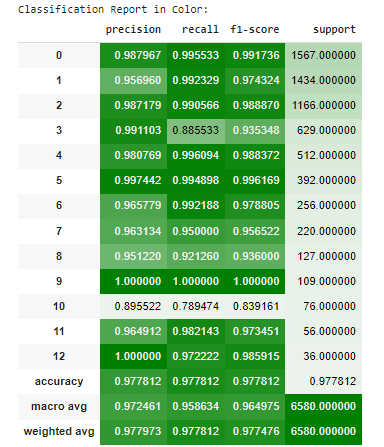 Classification Report in Color:
precision recall f1-score support
0 0.987967 0.995533 0.991736 1567.000000
1 0.956960 0.992329 0.974324 1434.000000
2 0.987179 0.990566 0.988870 1166.000000
3 0.991103 0.885533 0.935348 629.000000
4 0.980769 0.996094 0.988372 512.000000
5 0.997442 0.994898 0.996169 392.000000
6 0.965779 0.992188 0.978805 256.000000
7 0.963134 0.950000 0.956522 220.000000
8 0.951220 0.921260 0.936000 127.000000
9 1.000000 1.000000 1.000000 109.000000
10 0.895522 0.789474 0.839161 76.000000
11 0.964912 0.982143 0.973451 56.000000
12 1.000000 0.972222 0.985915 36.000000
accuracy 0.977812 0.977812 0.977812 0.977812
macro avg 0.972461 0.958634 0.964975 6580.000000
weighted avg 0.977973 0.977812 0.977476 6580.000000